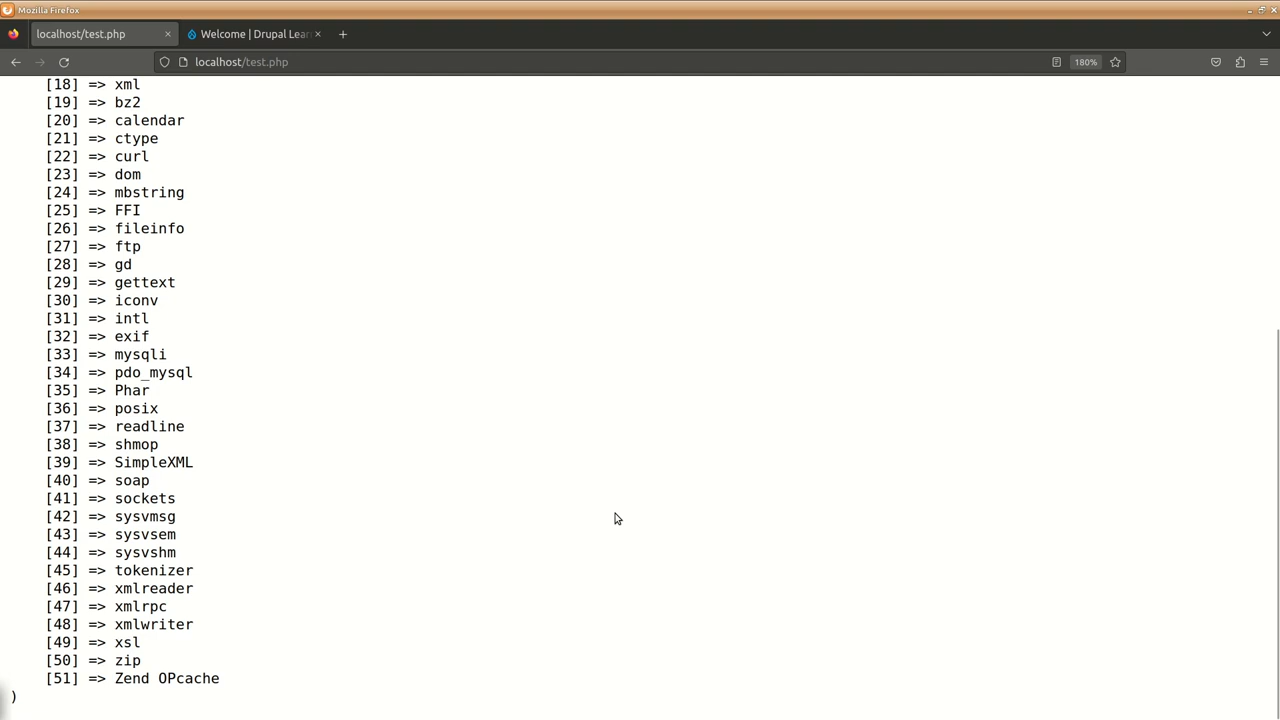 Mozilla Firefox
localhost/test.php
Welcome | Drupal Lear
localhost/test.php
180%
[18] => xml
[19] => bz2
[20] => calendar
[21] => ctype
[22] => curl
[23] => dom
[24] => mbstring
[25] => FFI
[26] => fileinfo
[27] => ftp
[28] => gd
[29] => gettext
[30] => iconv
[31] => intl
[32] => exif
[33] => mysqli
[34] => pdo_mysql
[35] => Phar
[36] => posix
[37] => readline
[38] => shmop
[39] => SimpleXML
[40] => soap
[41] => sockets
[42] => sysvmsg
[43] => sysvsem
[44] => sysvshm
[45] => tokenizer
[46] => xmlreader
[47] => xmlrpc
[48] => xmlwriter
[49] => xsl
[50] => zip
[51] => Zend OPcache
)